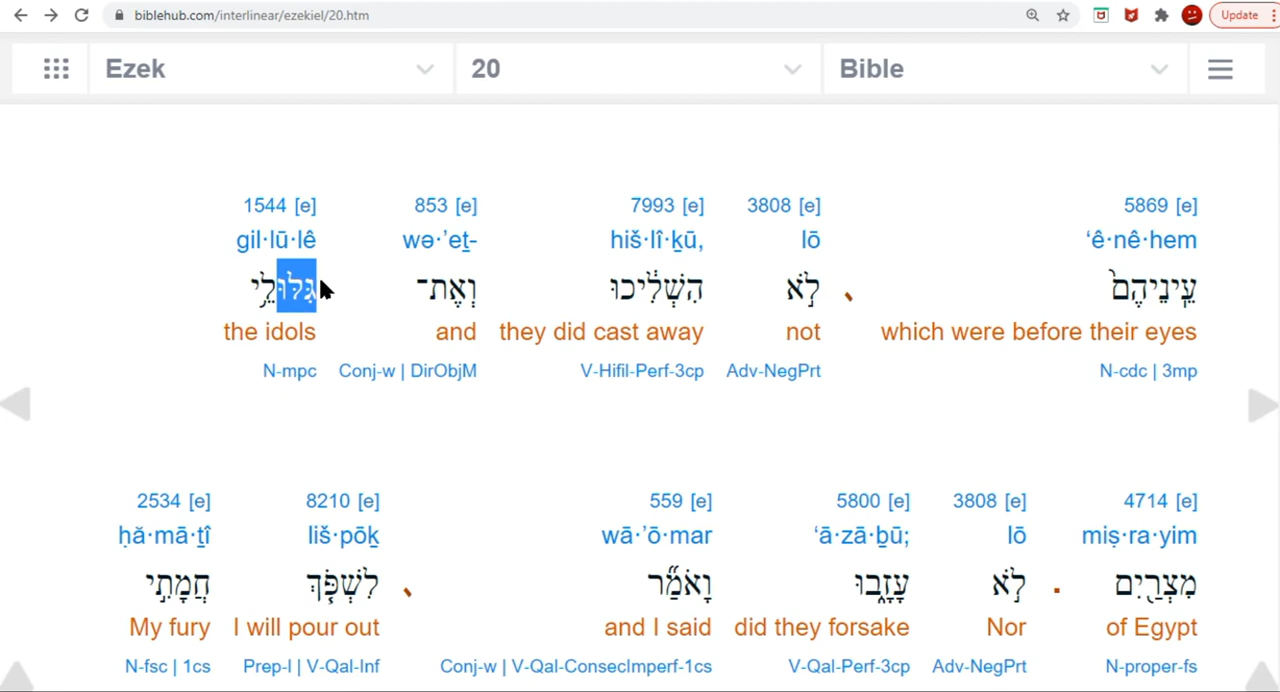 biblehub.com/interlinear/ezekiel/20.htm
Update
Ezek 20 Bible
5869 [e] 3808 [e] 7993 [e] 853 [e] 1544 [e]
‘ê·nê·hem lō hiš·lî·ḵū, wə·’eṯ- gil·lū·lê
עֵֽינֵיהֶם֙ לֹ֣א הִשְׁלִ֔יכוּ וְאֶת־ גִּלּוּלֵ֥י
which were before their eyes 、 not they did cast away and the idols
N-cdc | 3mp Adv-NegPrt V-Hifil-Perf-3cp Conj-w | DirObjM N-mpc
4714 [e] 3808 [e] 5800 [e] 559 [e] 8210 [e] 2534 [e]
miṣ·ra·yim lō ‘ā·zā·ḇū; wā·’ō·mar liš·pōḵ ḥă·mā·ṯî
מִצְרַ֖יִם . לֹ֣א עָזָ֑בוּ וָאֹמַ֞ר 、 לִשְׁפֹּ֧ךְ חֲמָתִ֣י
of Egypt Nor did they forsake and I said I will pour out My fury
N-proper-fs Adv-NegPrt V-Qal-Perf-3cp Conj-w | V-Qal-ConsecImperf-1cs Prep-l | V-Qal-Inf N-fsc | 1cs